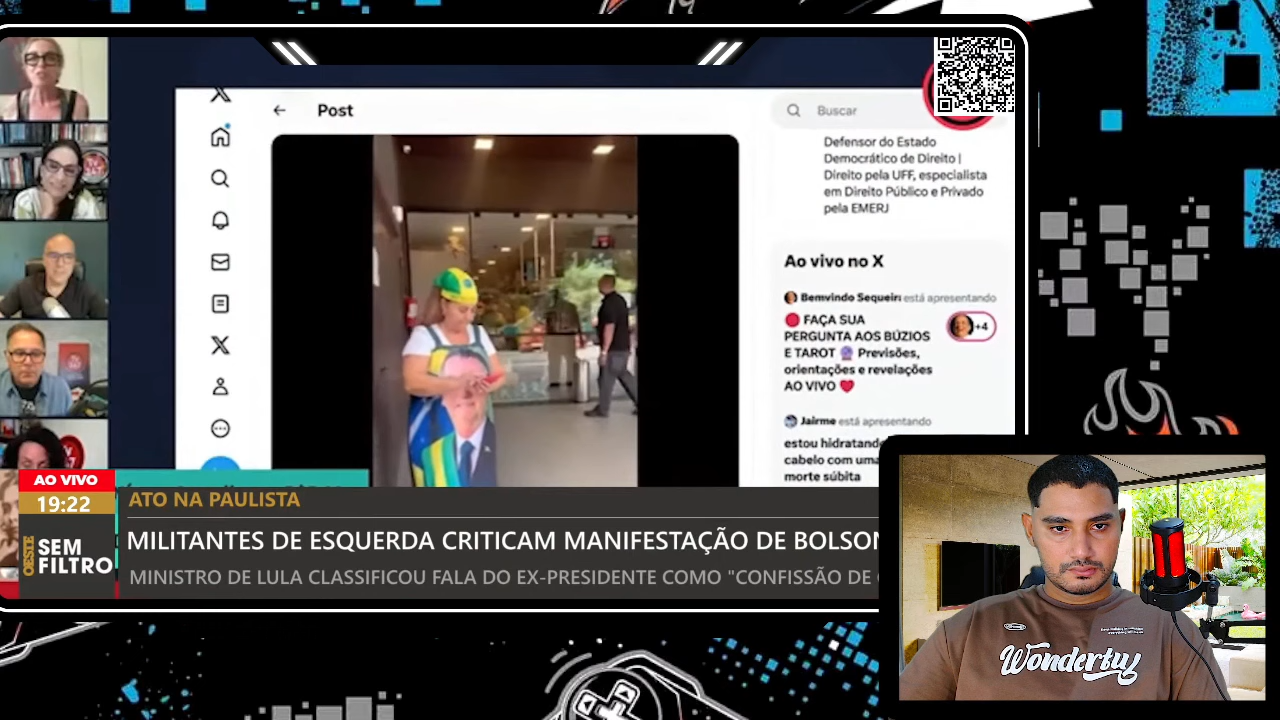 Post
Buscar
Defensor do Estado
Democrático de Direito |
Direito pela UFF, especialista
em Direito Público e Privado
pela EMERJ
Ao vivo no X
Bemvindo Sequeira está apresentando
🔴 FAÇA SUA
PERGUNTA AOS BÚZIOS
E TAROT 🔮 Previsões,
orientações e revelações
AO VIVO ❤️
+4
Jairme está apresentando
estou hidratand
cabelo com uma
morte súbita
AO VIVO
19:22
OESTE
SEM
FILTRO
ATO NA PAULISTA
MILITANTES DE ESQUERDA CRITICAM MANIFESTAÇÃO DE BOLSON
MINISTRO DE LULA CLASSIFICOU FALA DO EX-PRESIDENTE COMO "CONFISSÃO DE
Wonderful